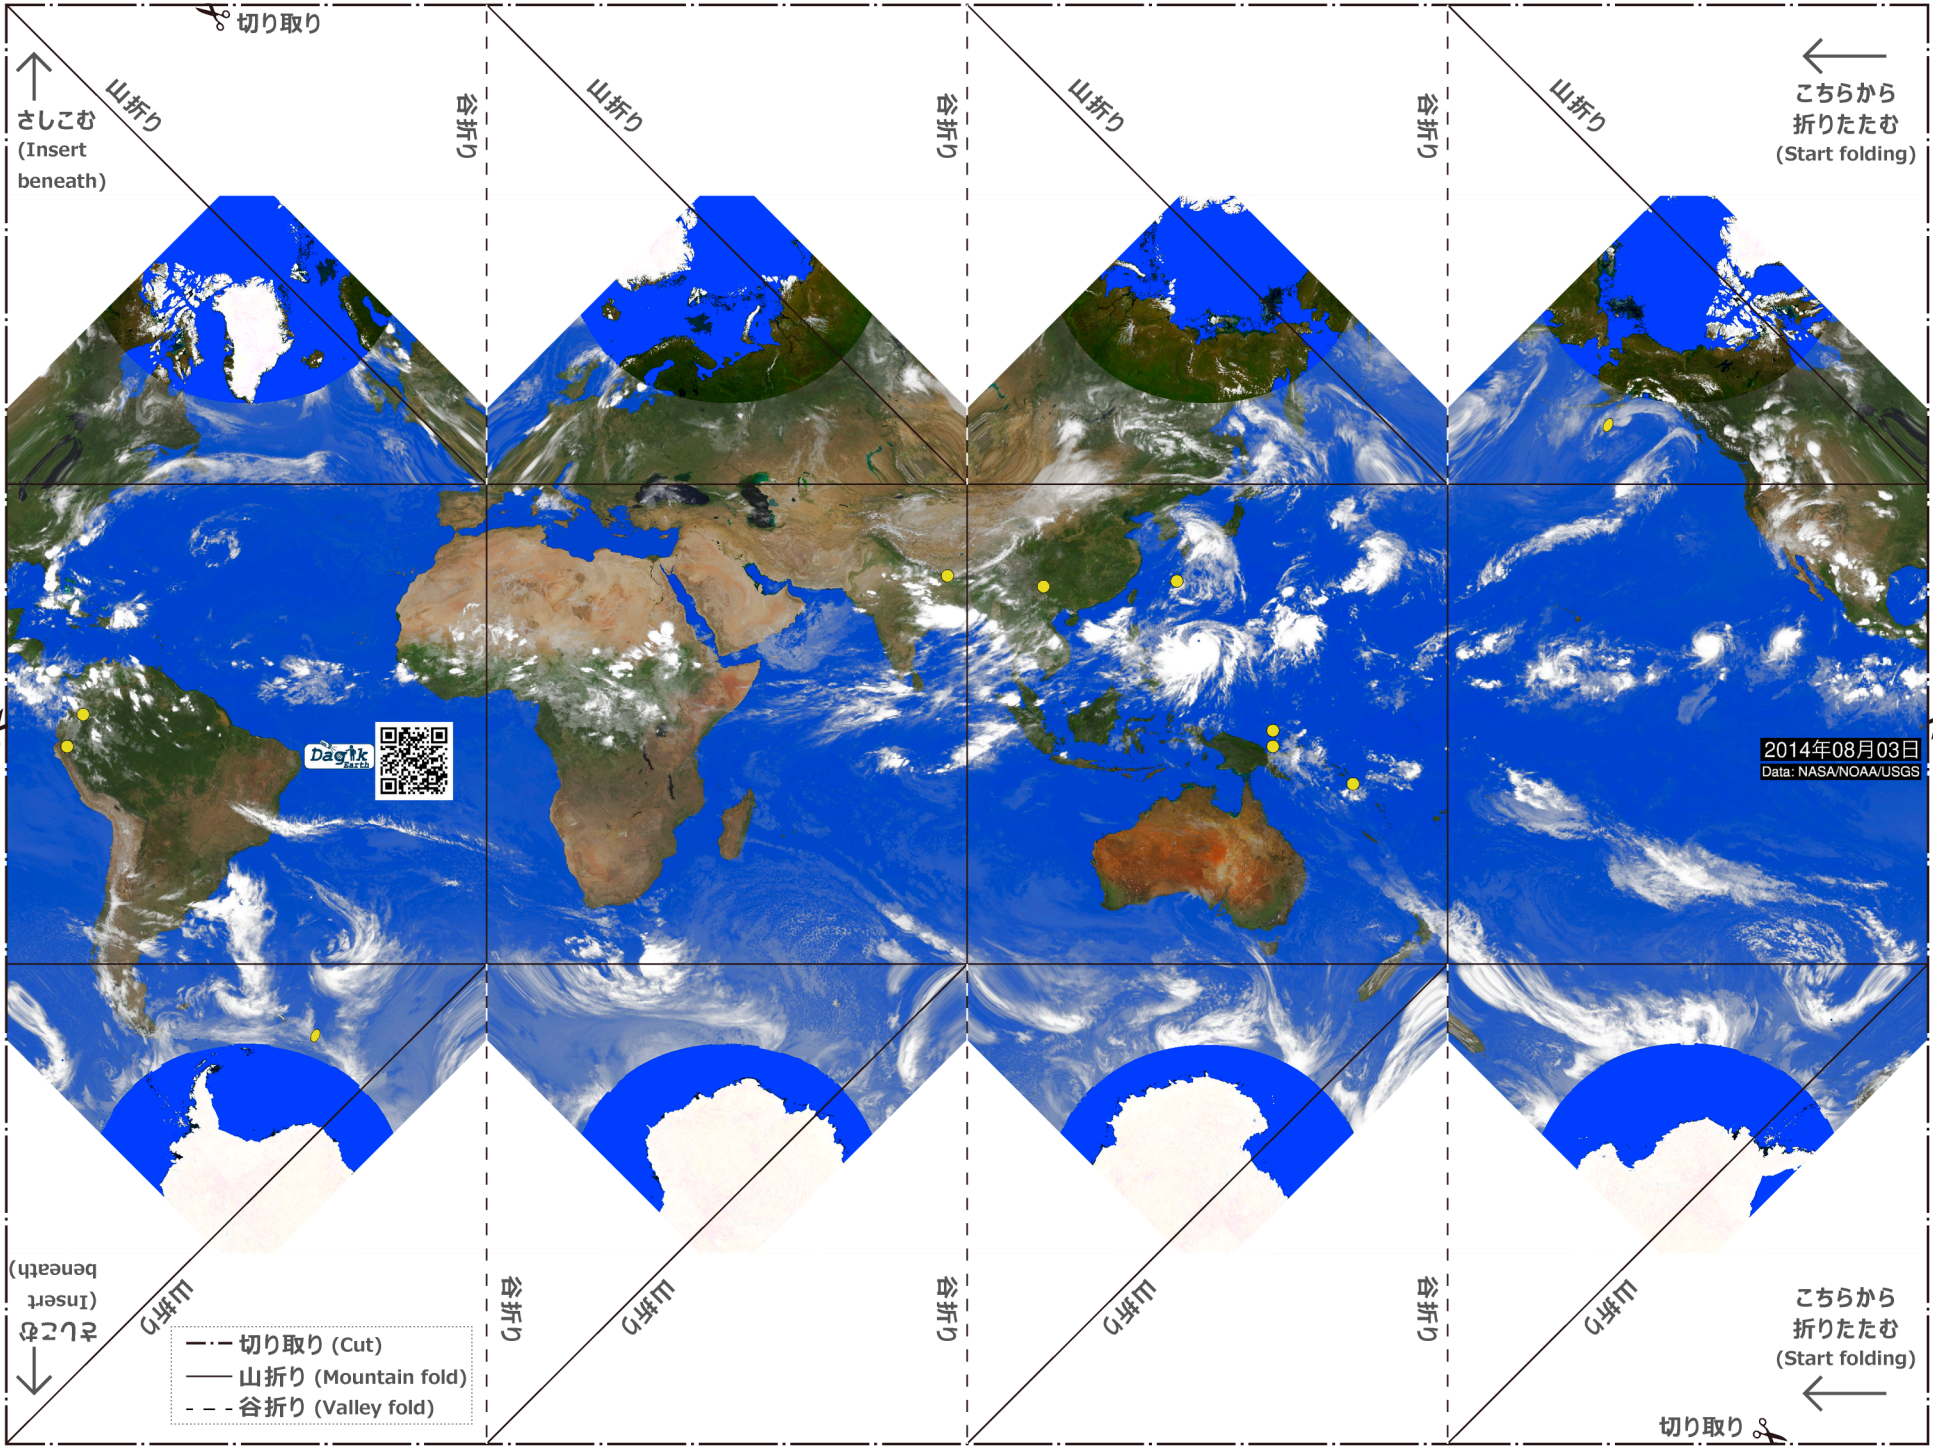 切り取り
山折り
谷折り
山折り
谷折り
山折り
谷折り
山折り
さしこむ
(Insert
beneath)
こちらから
折りたたむ
(Start folding)
Dagik
Earth
2014年08月03日
Data: NASA/NOAA/USGS
さしこむ
(Insert
beneath)
山折り
谷折り
山折り
谷折り
山折り
谷折り
山折り
こちらから
折りたたむ
(Start folding)
切り取り (Cut)
山折り (Mountain fold)
谷折り (Valley fold)
切り取り